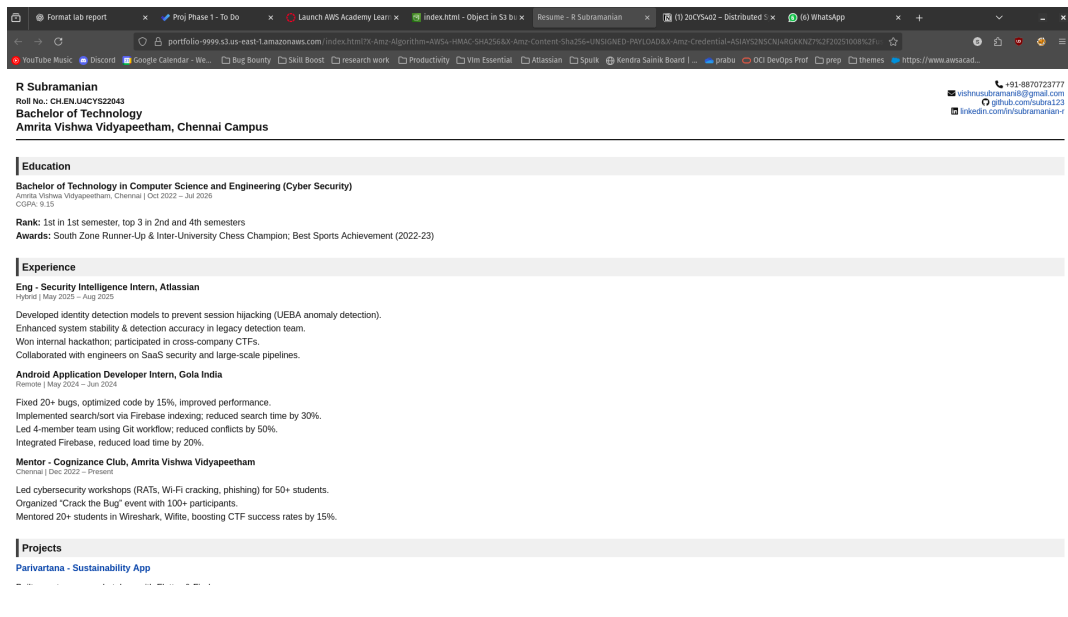 Format lab report
Proj Phase 1 - To Do
Launch AWS Academy Learn
index.html - Object in S3 bu
Resume - R Subramanian
(1) 20CYS402 – Distributed S
(6) WhatsApp
portfolio-9999.s3.us-east-1.amazonaws.com/index.html?X-Amz-Algorithm=AWS4-HMAC-SHA256&X-Amz-Content-Sha256=UNSIGNED-PAYLOAD&X-Amz-Credential=
YouTube Music Discord Google Calendar - We... Bug Bounty Skill Boost research work Productivity Vim Essential Atlassian Spulk Kendra Sainik Board | ... prabu OCI DevOps Prof prep themes https://www.awsacad...
R Subramanian
Roll No.: CH.EN.U4CYS22043
Bachelor of Technology
Amrita Vishwa Vidyapeetham, Chennai Campus
+91-8870723777
vishnusubramani8@gmail.com
github.com/subra123
linkedin.com/in/subramanian-r
Education
Bachelor of Technology in Computer Science and Engineering (Cyber Security)
Amrita Vishwa Vidyapeetham, Chennai | Oct 2022 – Jul 2026
CGPA: 9.15
Rank: 1st in 1st semester, top 3 in 2nd and 4th semesters
Awards: South Zone Runner-Up & Inter-University Chess Champion; Best Sports Achievement (2022-23)
Experience
Eng - Security Intelligence Intern, Atlassian
Hybrid | May 2025 – Aug 2025
Developed identity detection models to prevent session hijacking (UEBA anomaly detection).
Enhanced system stability & detection accuracy in legacy detection team.
Won internal hackathon; participated in cross-company CTFs.
Collaborated with engineers on SaaS security and large-scale pipelines.
Android Application Developer Intern, Gola India
Remote | May 2024 – Jun 2024
Fixed 20+ bugs, optimized code by 15%, improved performance.
Implemented search/sort via Firebase indexing; reduced search time by 30%.
Led 4-member team using Git workflow; reduced conflicts by 50%.
Integrated Firebase, reduced load time by 20%.
Mentor - Cognizance Club, Amrita Vishwa Vidyapeetham
Chennai | Dec 2022 – Present
Led cybersecurity workshops (RATs, Wi-Fi cracking, phishing) for 50+ students.
Organized “Crack the Bug” event with 100+ participants.
Mentored 20+ students in Wireshark, Wifite, boosting CTF success rates by 15%.
Projects
Parivartana - Sustainability App